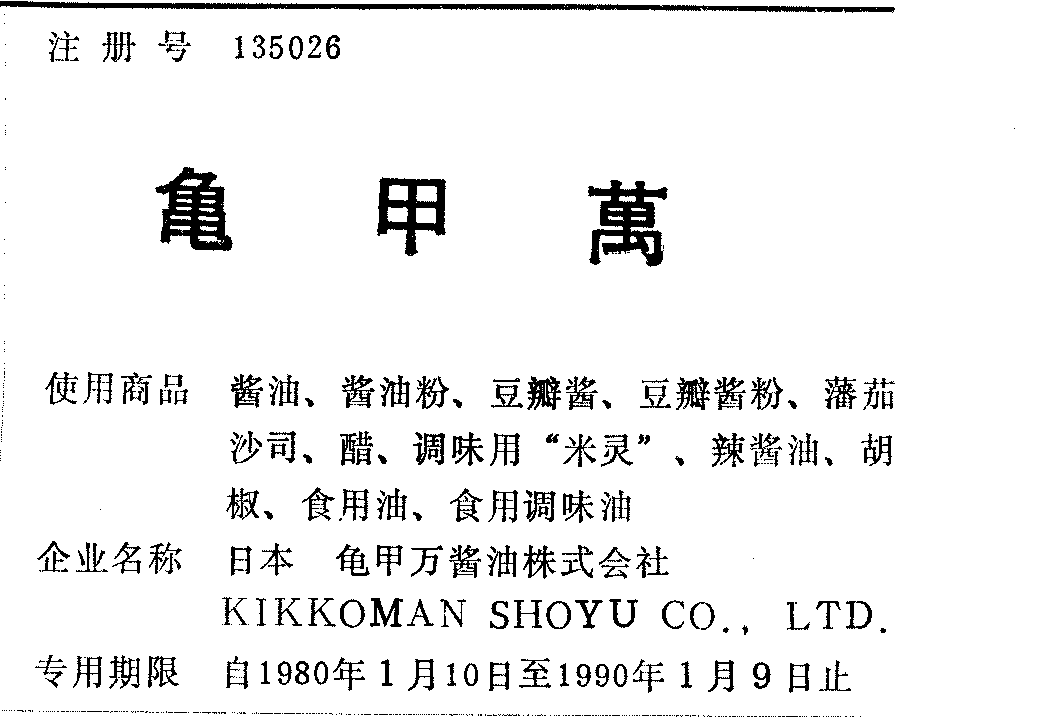 注册号 135026
亀甲萬
使用商品 酱油、酱油粉、豆瓣酱、豆瓣酱粉、藩茄
沙司、醋、调味用“米灵”、辣酱油、胡
椒、食用油、食用调味油
企业名称 日本 亀甲万酱油株式会社
KIKKOMAN SHOYU CO., LTD.
专用期限 自1980年1月10日至1990年1月9日止